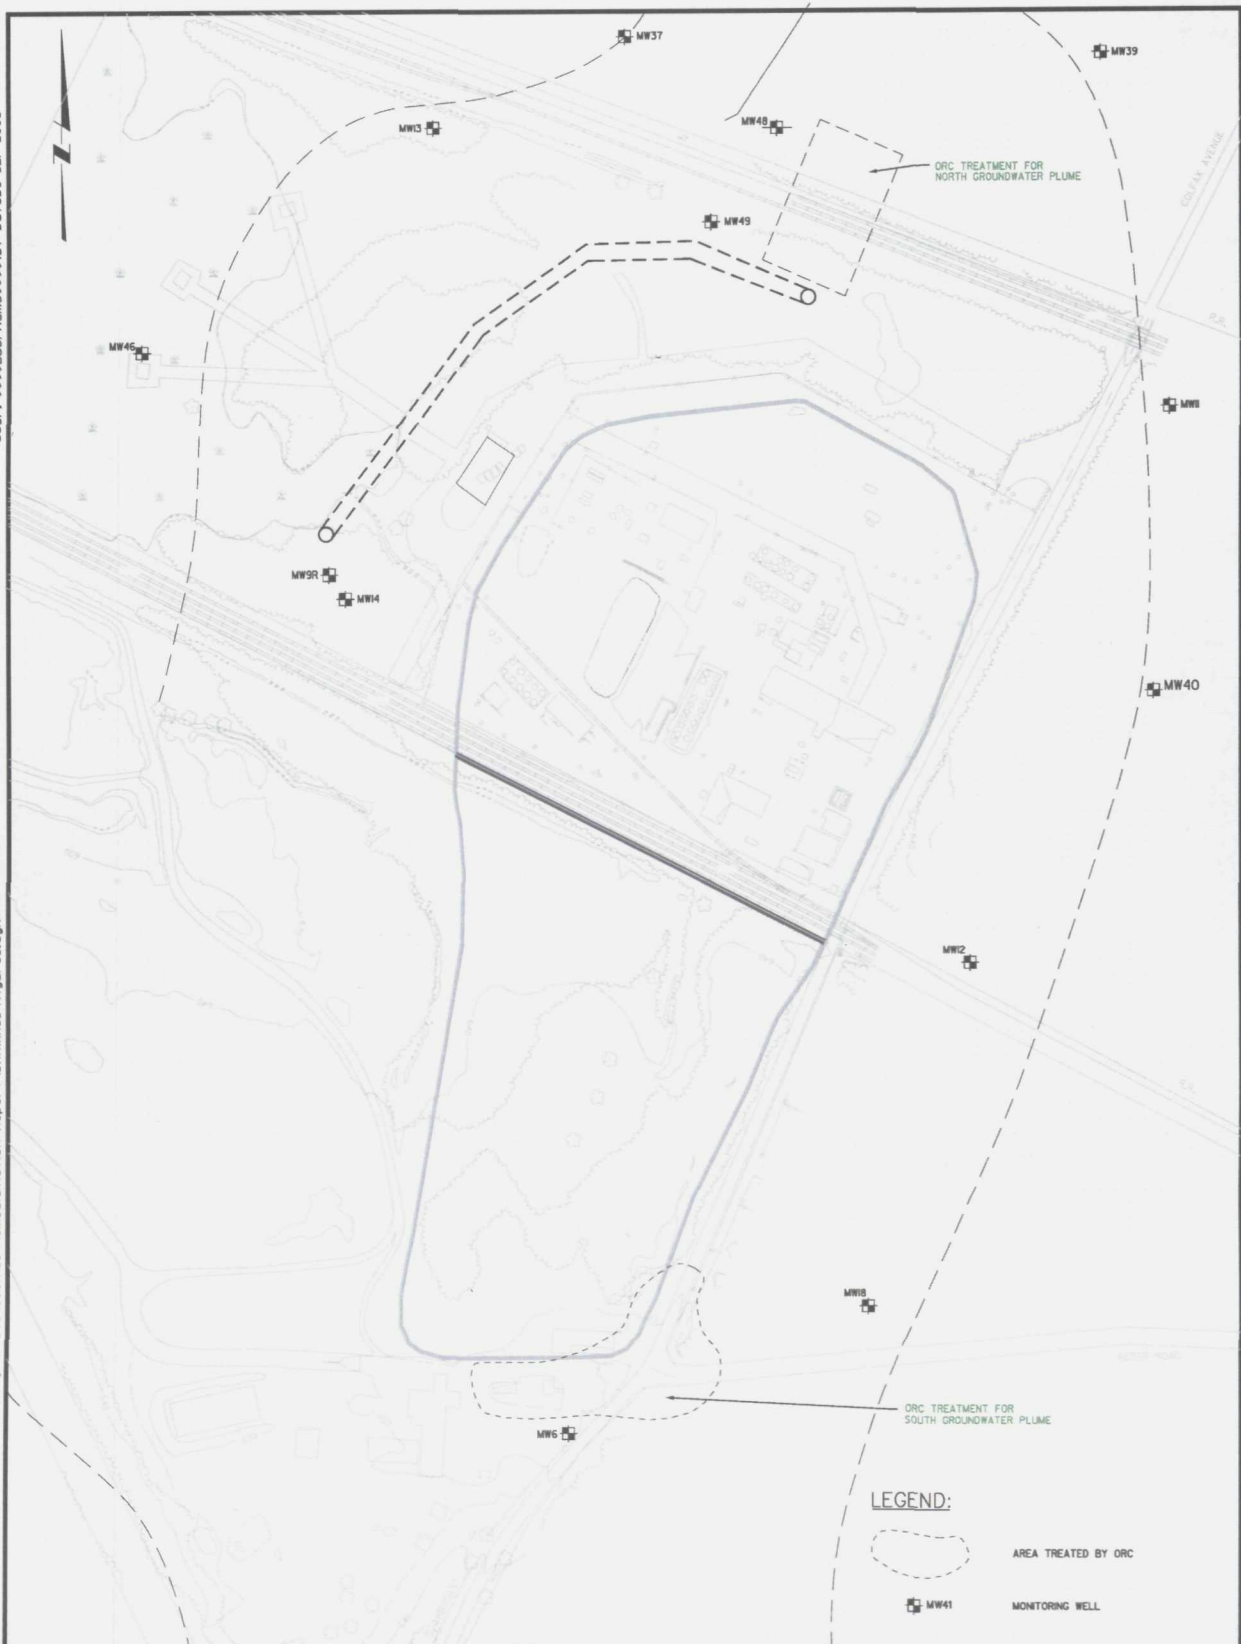 MW37
MW39
MW13
MW48
COLFAX AVENUE
ORC TREATMENT FOR
NORTH GROUNDWATER PLUME
MW49
N
R.R.
MW46
MW11
MW9R
MW14
MW40
MW12
R.R.
MW18
ORC TREATMENT FOR
SOUTH GROUNDWATER PLUME
MW6
LEGEND:
AREA TREATED BY ORC
MW41
MONITORING WELL